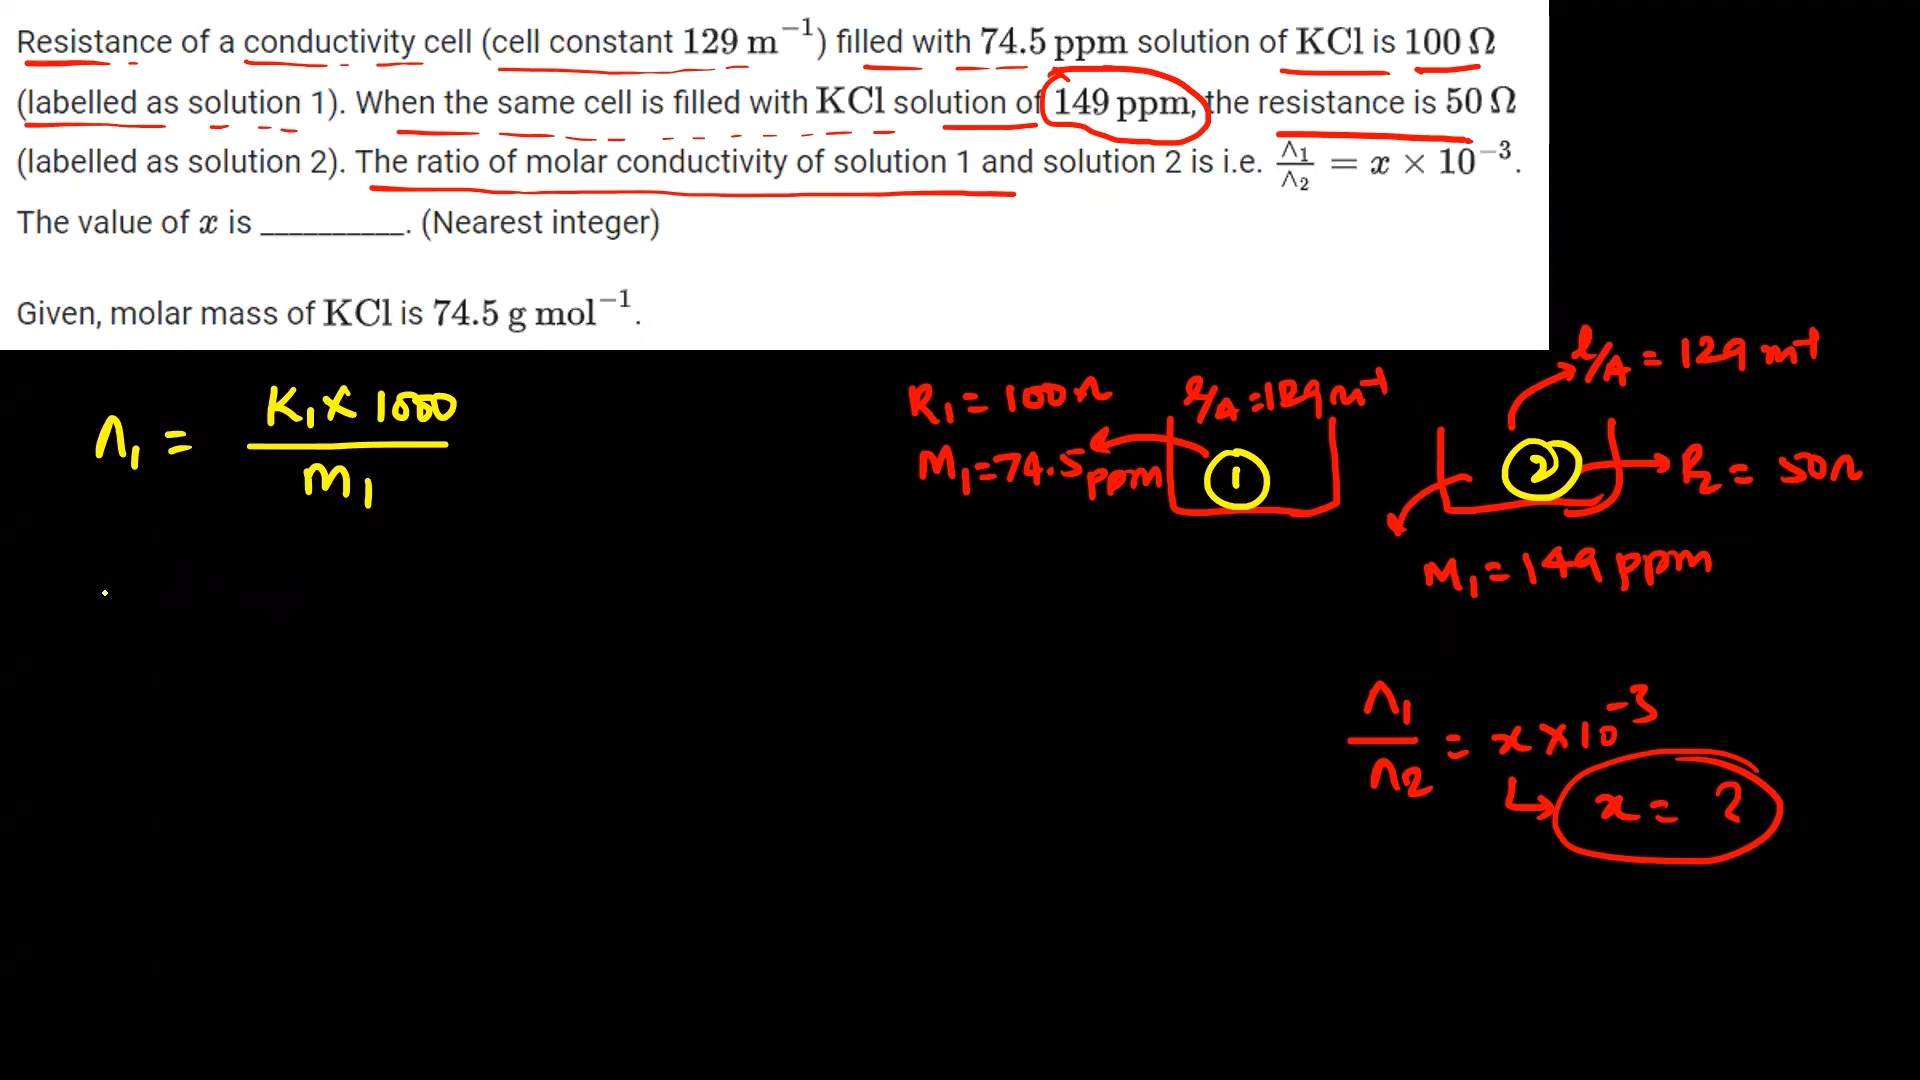 Resistance of a conductivity cell (cell constant 129 m⁻¹) filled with 74.5 ppm solution of KCl is 100 Ω
(labelled as solution 1). When the same cell is filled with KCl solution of 149 ppm, the resistance is 50 Ω
(labelled as solution 2). The ratio of molar conductivity of solution 1 and solution 2 is i.e. ∧₁/∧₂ = x × 10⁻³.
The value of x is __________. (Nearest integer)
Given, molar mass of KCl is 74.5 g mol⁻¹.
Λ₁ = K₁ × 1000 / M₁
R₁ = 100 Ω
M₁ = 74.5 ppm
l/A = 129 m⁻¹
①
l/A = 129 m⁻¹
②
R₂ = 50 Ω
M₁ = 149 ppm
Λ₁/Λ₂ = x × 10⁻³
x = ?